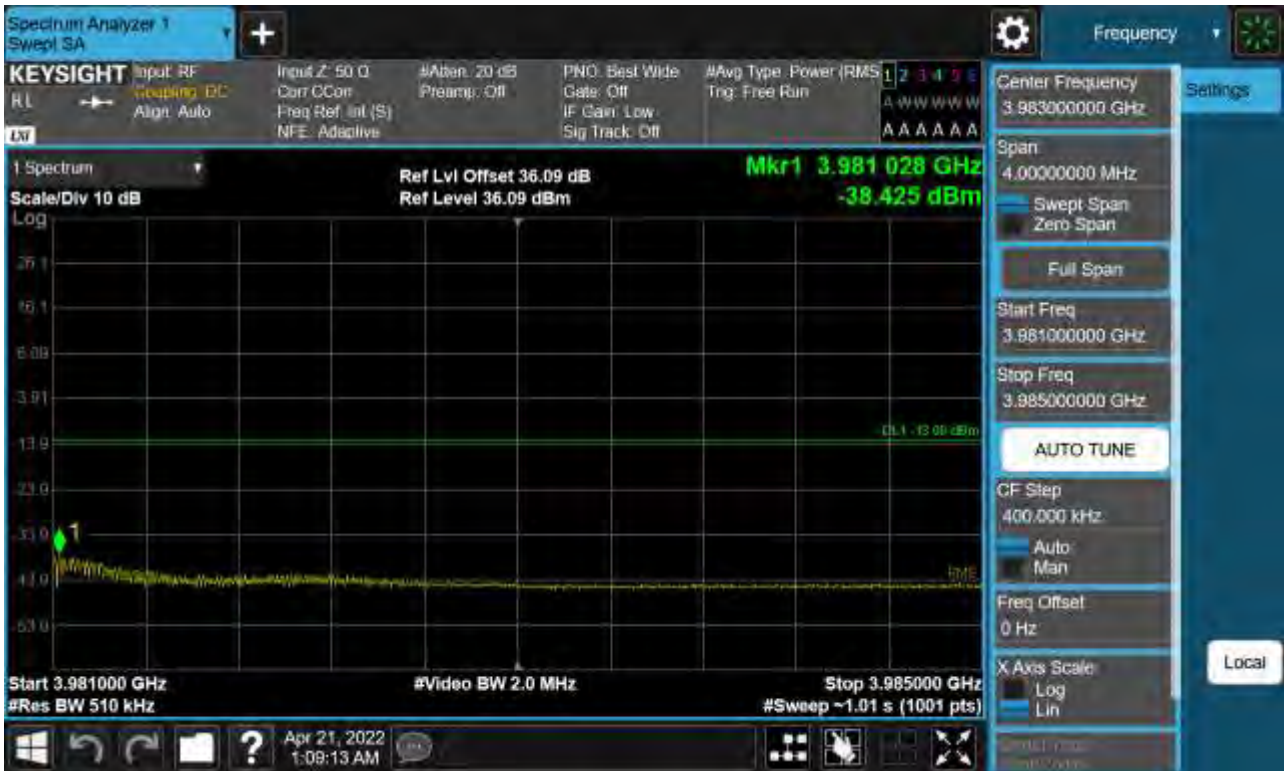 Spectrum Analyzer 1
Swept SA
+
Frequency
KEYSIGHT
RL
Input: RF
Coupling: DC
Align: Auto
Input Z: 50 Ω
Corr CCorr
Freq Ref: Int (S)
NFE: Adaptive
#Atten: 20 dB
Preamp: Off
PNO: Best Wide
Gate: Off
IF Gain: Low
Sig Track: Off
#Avg Type: Power (RMS
Trig: Free Run
1 2 3 4 5 6
A W W W W W
A A A A A A
LXI
1 Spectrum
Scale/Div 10 dB
Log
Ref Lvl Offset 36.09 dB
Ref Level 36.09 dBm
Mkr1 3.981 028 GHz
-38.425 dBm
26.1
16.1
6.09
-3.91
-13.9
-23.9
-33.9
-43.9
-53.9
DL1 -13.00 dBm
1
RMS
Start 3.981000 GHz
#Res BW 510 kHz
#Video BW 2.0 MHz
Stop 3.985000 GHz
#Sweep ~1.01 s (1001 pts)
Center Frequency
3.983000000 GHz
Settings
Span
4.00000000 MHz
Swept Span
Zero Span
Full Span
Start Freq
3.981000000 GHz
Stop Freq
3.985000000 GHz
AUTO TUNE
CF Step
400.000 kHz
Auto
Man
Freq Offset
0 Hz
X Axis Scale
Log
Lin
Local
?
Apr 21, 2022
1:09:13 AM